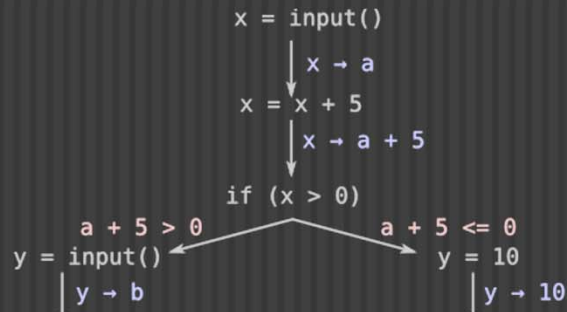 x = input()
x → a
x = x + 5
x → a + 5
if (x > 0)
a + 5 > 0
a + 5 <= 0
y = input()
y = 10
y → b
y → 10